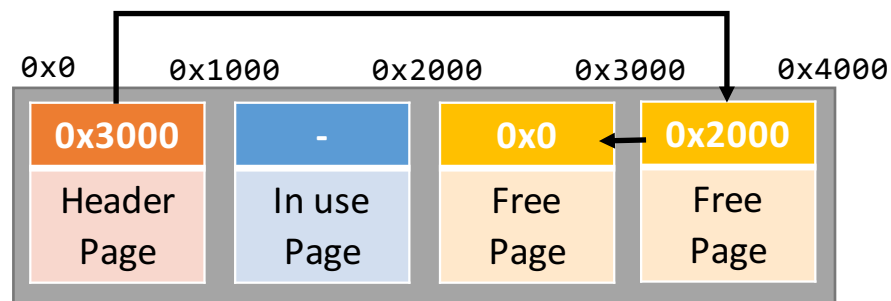 0x0 0x1000 0x2000 0x3000 0x4000
0x3000 - 0x0 0x2000
Header In use Free Free
Page Page Page Page